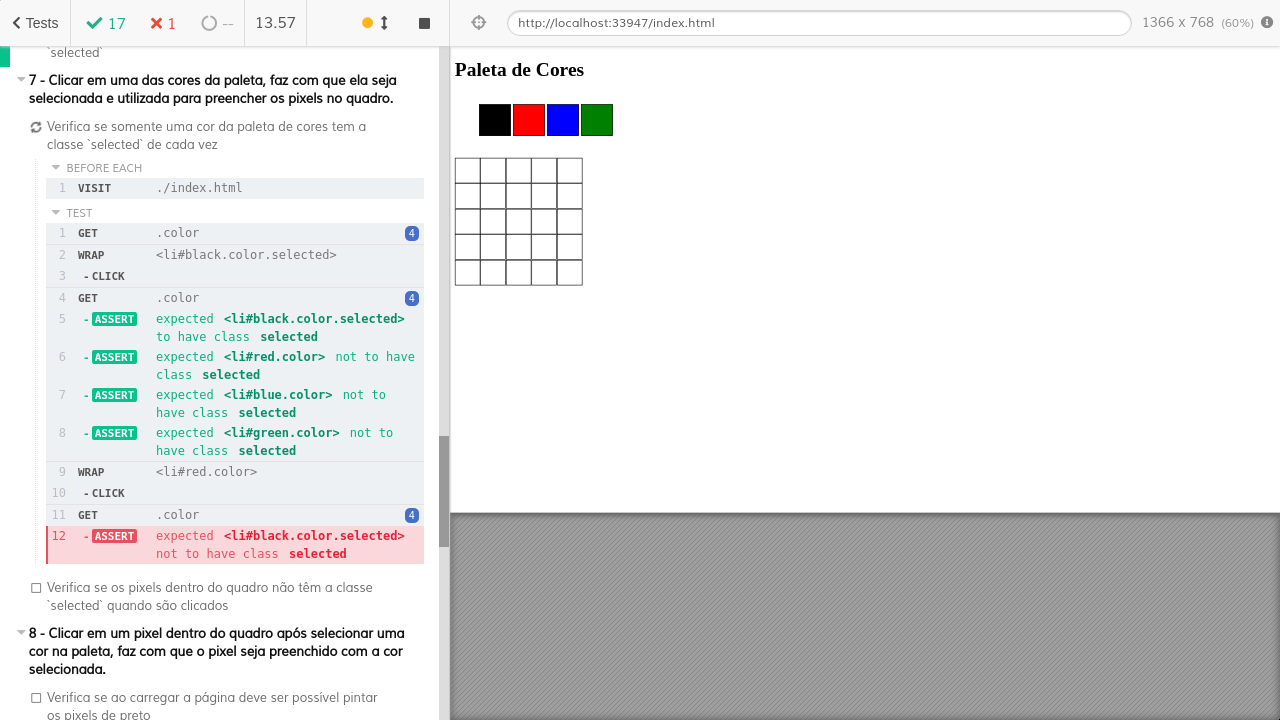 Tests 17 1 -- 13.57 http://localhost:33947/index.html 1366 x 768 (60%)
`selected`
7 - Clicar em uma das cores da paleta, faz com que ela seja
selecionada e utilizada para preencher os pixels no quadro.
Verifica se somente uma cor da paleta de cores tem a
classe `selected` de cada vez
BEFORE EACH
1 VISIT ./index.html
TEST
1 GET .color 4
2 WRAP <li#black.color.selected>
3 - CLICK
4 GET .color 4
5 - ASSERT expected <li#black.color.selected>
to have class selected
6 - ASSERT expected <li#red.color> not to have
class selected
7 - ASSERT expected <li#blue.color> not to
have class selected
8 - ASSERT expected <li#green.color> not to
have class selected
9 WRAP <li#red.color>
10 - CLICK
11 GET .color 4
12 - ASSERT expected <li#black.color.selected>
not to have class selected
Verifica se os pixels dentro do quadro não têm a classe
`selected` quando são clicados
8 - Clicar em um pixel dentro do quadro após selecionar uma
cor na paleta, faz com que o pixel seja preenchido com a cor
selecionada.
Verifica se ao carregar a página deve ser possível pintar
os pixels de preto
Paleta de Cores